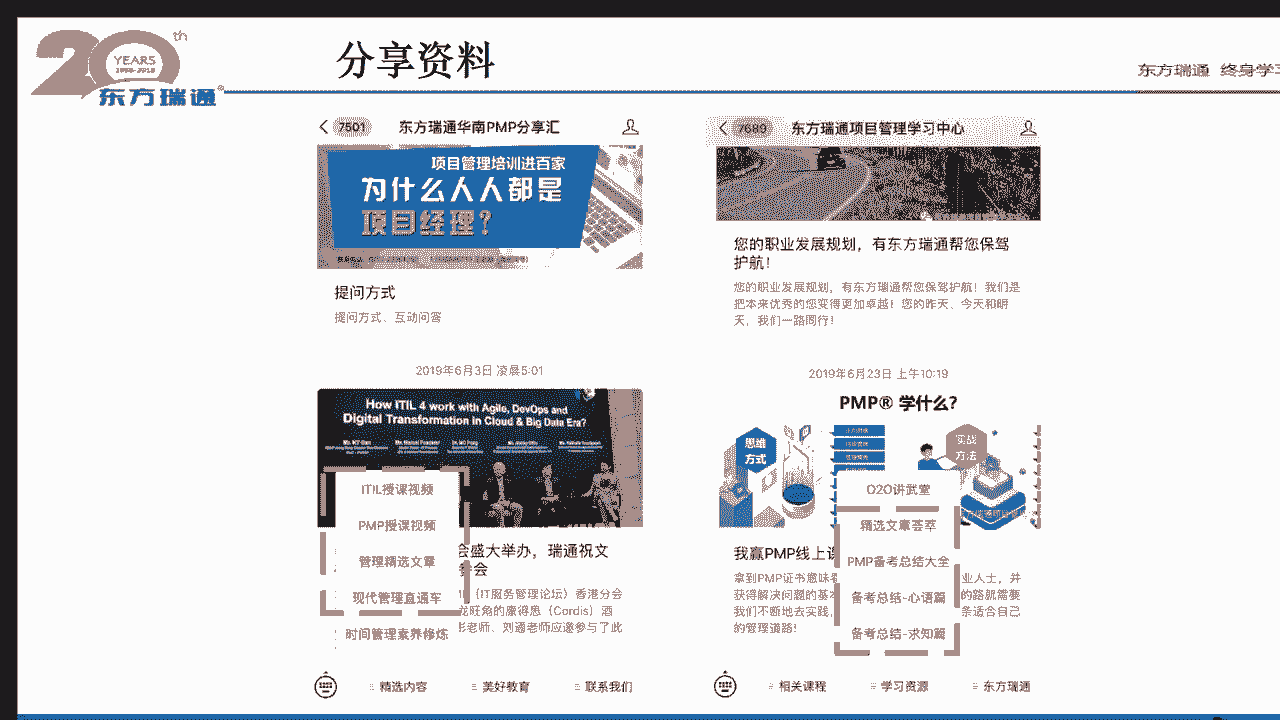 20th
YEARS
东方瑞通®
分享资料
东方瑞通 终身学习
7501
东方瑞通华南PMP分享汇
项目管理培训进百家
为什么人人都是
项目经理?
提问方式
提问方式、互动问答
2019年6月3日 凌晨5:01
How ITIL 4 work with Agile, DevOps and
Digital Transformation in Cloud & Big Data Era?
ITIL授课视频
PMP授课视频
管理精选文章
现代管理直通车
时间管理素养修炼
会盛大举办，瑞通祝文
参会
(IT服务管理论坛）香港分会
龙旺角的康得思（Cordis）酒
彭老师、刘通老师应邀参与了此
精选内容
美好教育
联系我们
7689
东方瑞通项目管理学习中心
您的职业发展规划，有东方瑞通帮您保驾
护航！
您的职业发展规划，有东方瑞通帮您保驾护航！我们是
把本来优秀的您变得更加卓越！您的昨天、今天和明
天，我们一路同行！
2019年6月23日 上午10:19
PMP® 学什么?
思维
方式
实战
方法
O2O讲武堂
精选文章荟萃
PMP备考总结大全
备考总结-心语篇
备考总结-求知篇
我赢PMP线上课
拿到PMP证书意味着
业人士，并
获得解决问题的基本
的路就需要
我们不断地去实践，
条适合自己
的管理道路！
相关课程
学习资源
东方瑞通